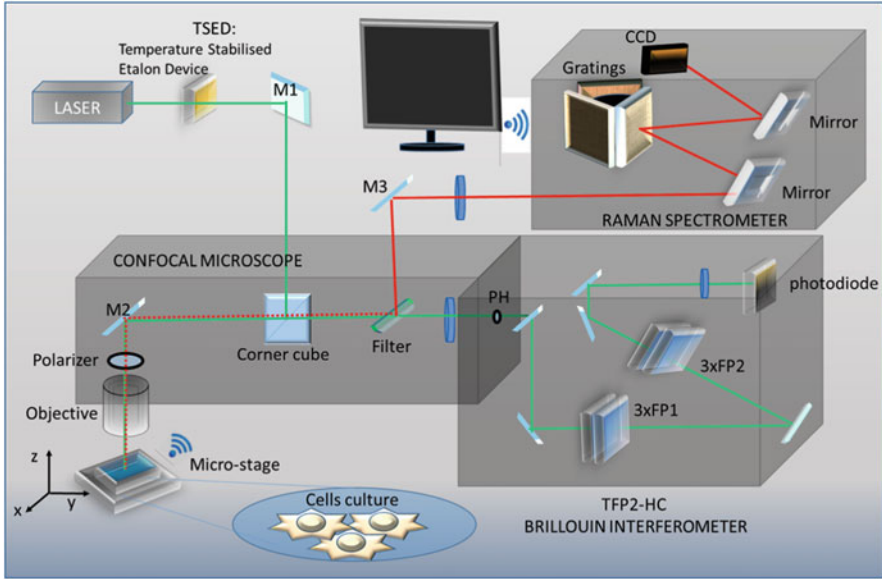 TSED:
Temperature Stabilised
Etalon Device
LASER
M1
CCD
Gratings
Mirror
Mirror
RAMAN SPECTROMETER
M3
CONFOCAL MICROSCOPE
M2
Corner cube
Filter
PH
photodiode
3xFP2
3xFP1
Polarizer
Objective
Micro-stage
z
y
x
Cells culture
TFP2-HC
BRILLOUIN INTERFEROMETER